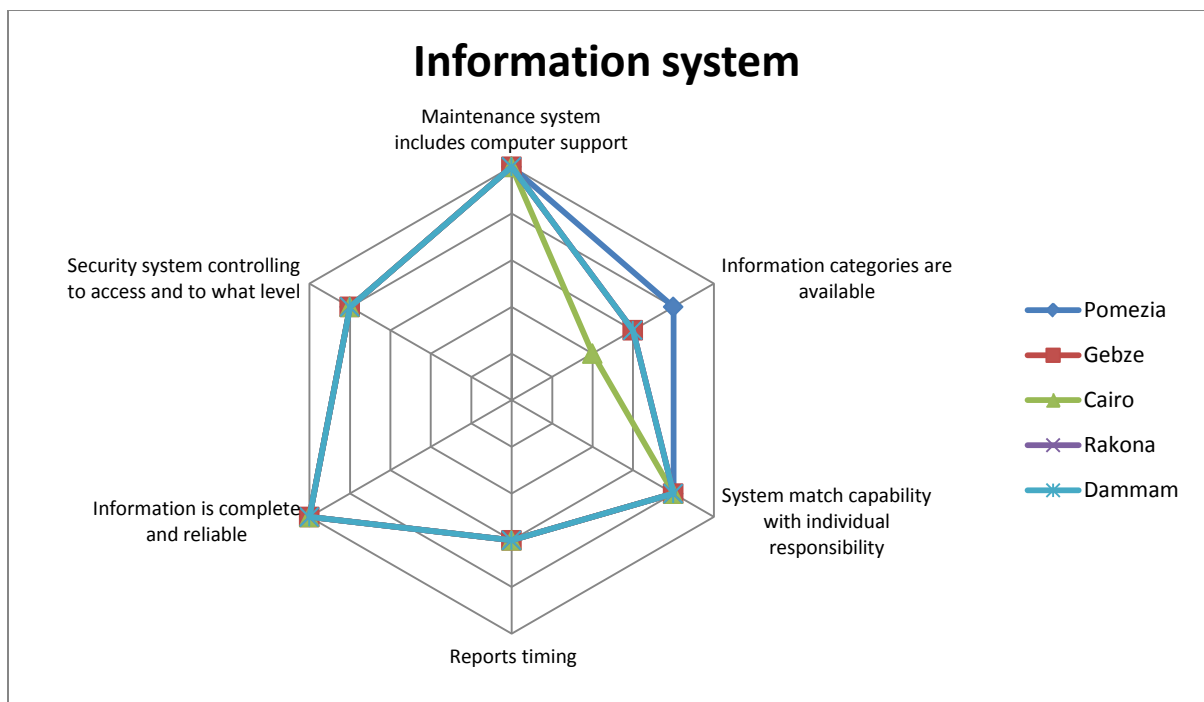 Information system
Maintenance system
includes computer support
Information categories are
available
System match capability
with individual
responsibility
Reports timing
Information is complete
and reliable
Security system controlling
to access and to what level
Pomezia
Gebze
Cairo
Rakona
Dammam